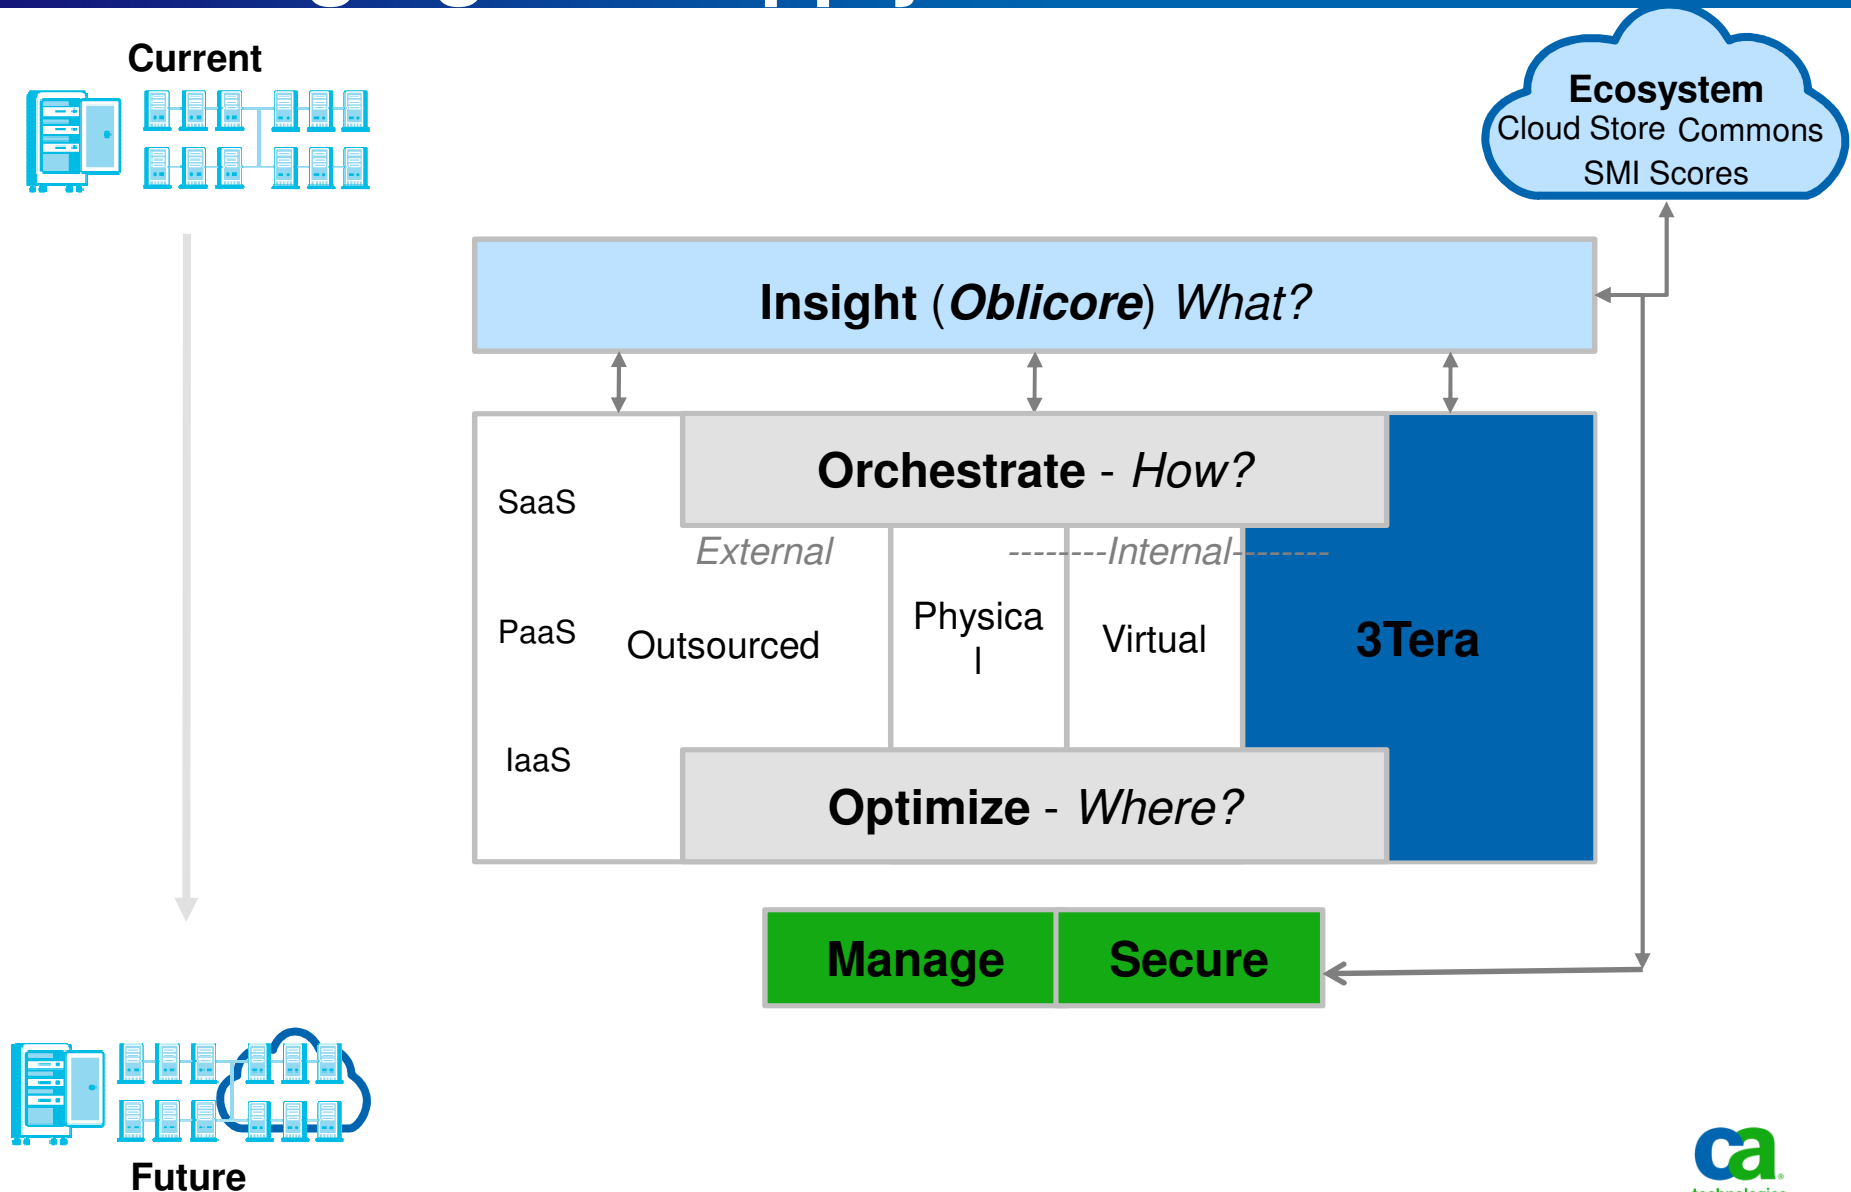 Current
Ecosystem
Cloud Store Commons
SMI Scores
Insight (Oblicore) What?
Orchestrate - How?
SaaS
External
--------Internal--------
PaaS
Outsourced
Physica
l
Virtual
3Tera
IaaS
Optimize - Where?
Manage
Secure
Future
ca
technologies